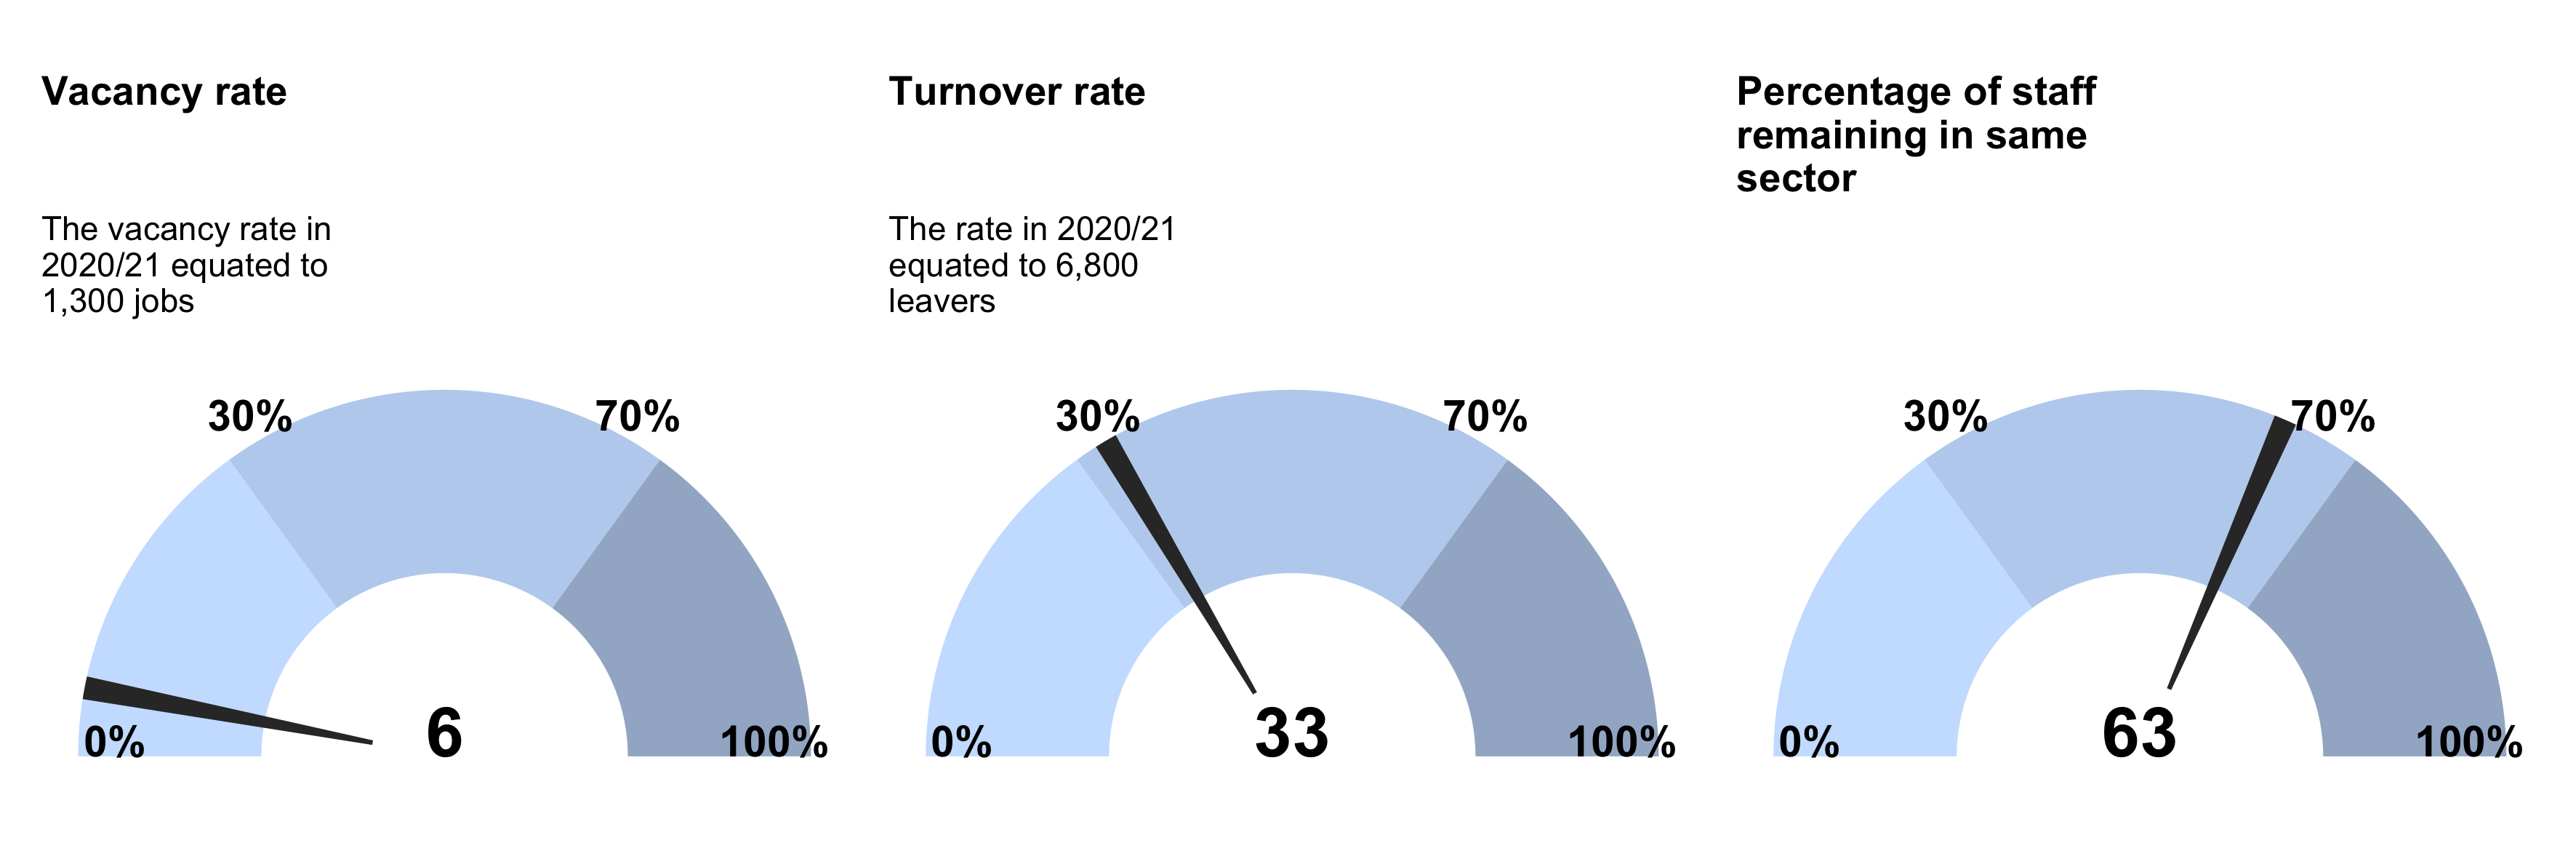 Vacancy rate
The vacancy rate in
2020/21 equated to
1,300 jobs
30%
70%
0%
6
100%
Turnover rate
The rate in 2020/21
equated to 6,800
leavers
30%
70%
0%
33
100%
Percentage of staff
remaining in same
sector
30%
70%
0%
63
100%